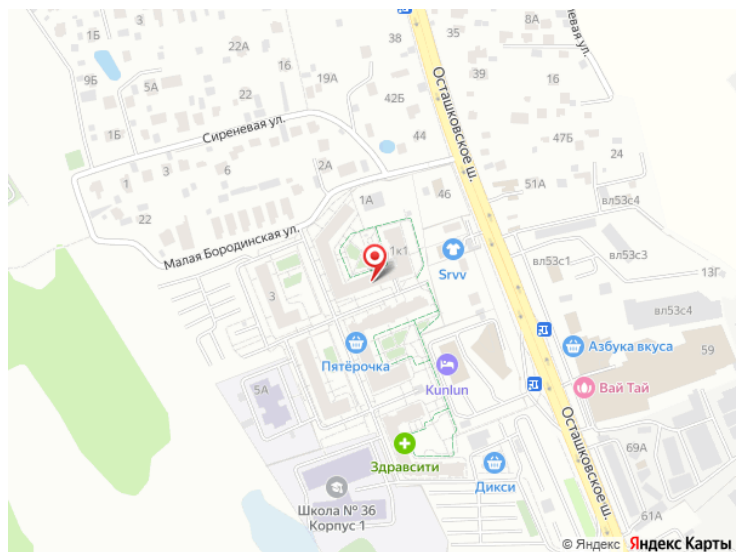 8А
38
35
1Б
22А
1б
39
16
реневая ул.
9Б
5А
22
19А
42Б
Осташковское ш.
1Б
Сиреневая ул.
44
47Б
24
1
3
6
2А
51А
вл53с4
22
1А
46
Малая Бородинская ул.
1к1
Srvv
вл53с1
вл53с3
13Г
3
вл53с4
Пятёрочка
Азбука вкуса
59
Kunlun
Вай Тай
5А
Осташковское ш.
69А
Здравсити
Дикси
Школа № 36
Корпус 1
61А
© Яндекс Яндекс Карты